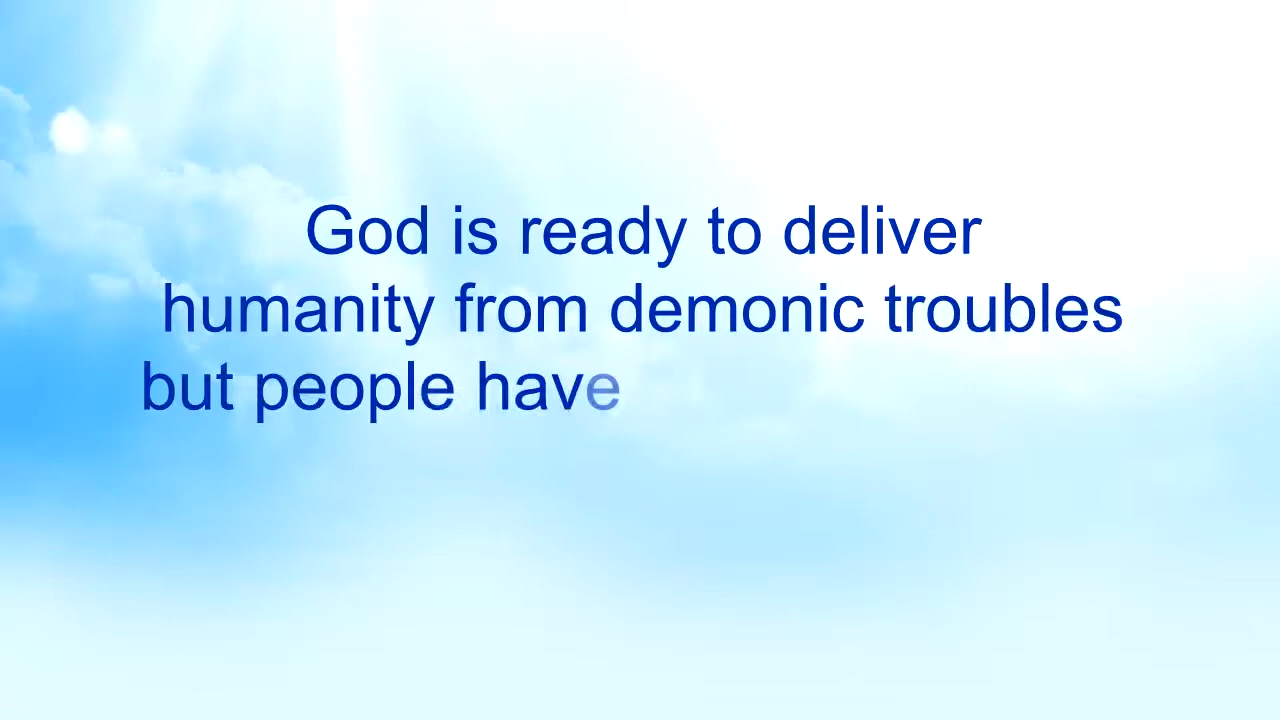 God is ready to deliver
humanity from demonic troubles
but people have